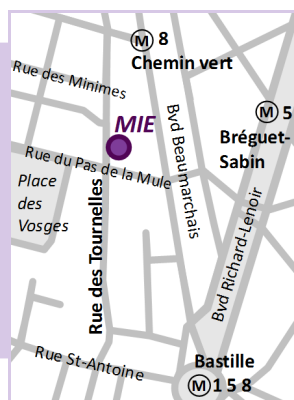 M 8
Chemin vert
Rue des Minimes
M 5
Bréguet-
Sabin
MIE
Bvd Beaumarchais
Rue du Pas de la Mule
Place
des
Vosges
Rue des Tournelles
Bvd Richard-Lenoir
Rue St-Antoine
Bastille
M 1 5 8